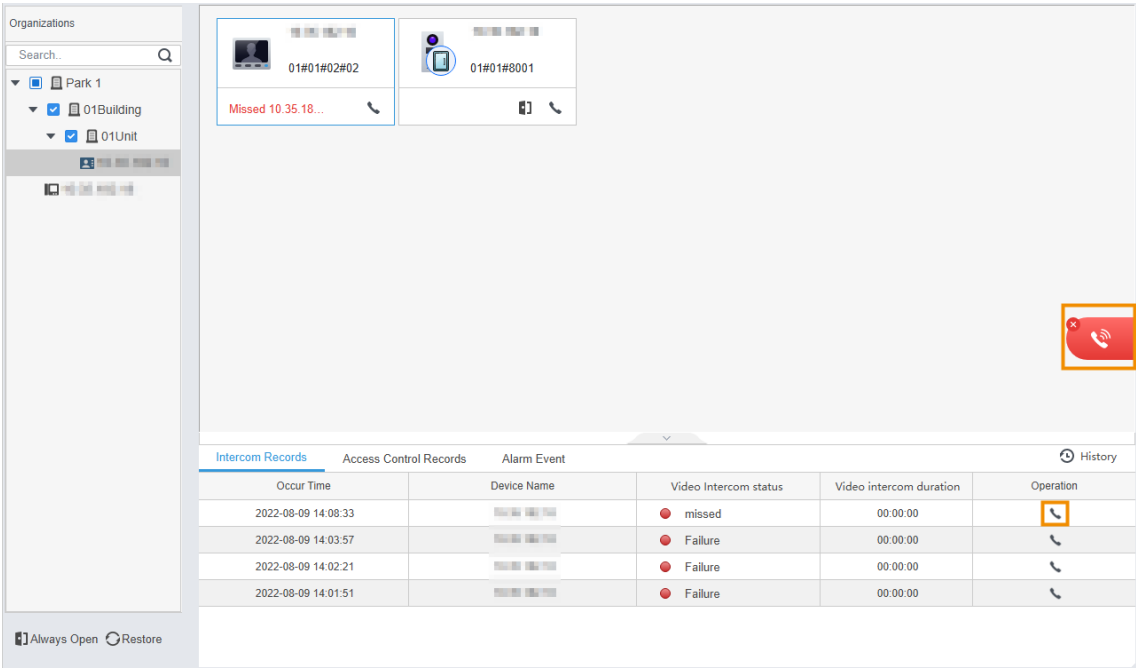 Organizations
Search..
Park 1
01Building
01Unit
Always Open Restore
01#01#02#02
Missed 10.35.18...
01#01#8001
Intercom Records Access Control Records Alarm Event History
Occur Time Device Name Video Intercom status Video intercom duration Operation
2022-08-09 14:08:33 missed 00:00:00
2022-08-09 14:03:57 Failure 00:00:00
2022-08-09 14:02:21 Failure 00:00:00
2022-08-09 14:01:51 Failure 00:00:00